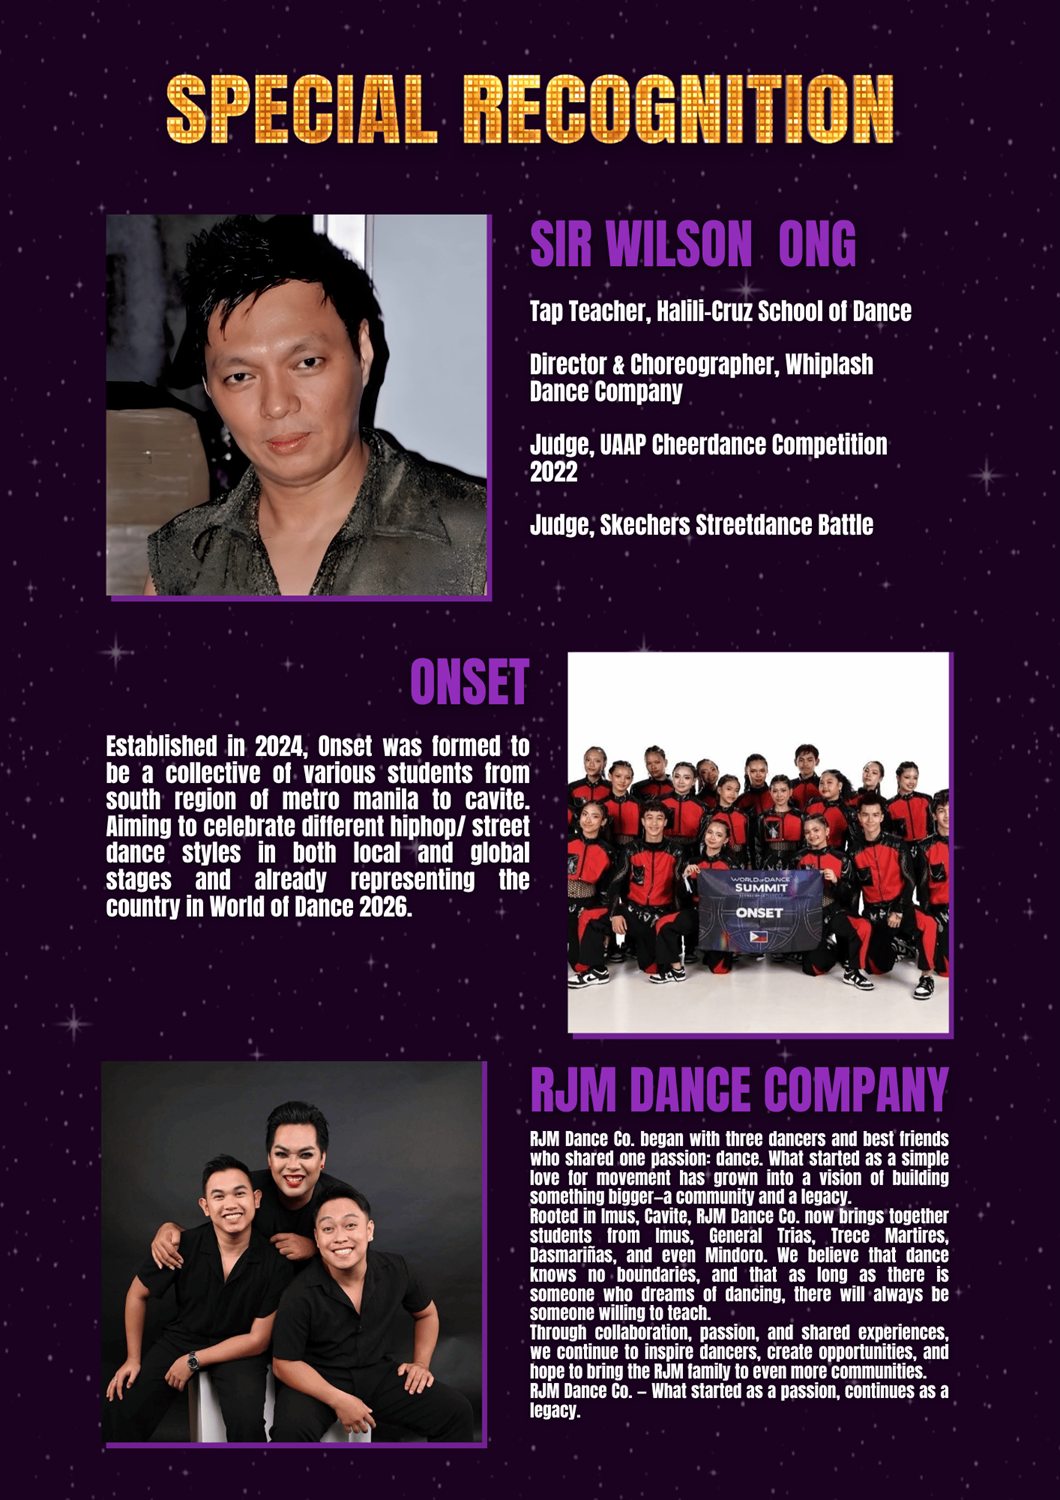 SPECIAL RECOGNITION
SIR WILSON ONG
Tap Teacher, Halili-Cruz School of Dance
Director & Choreographer, Whiplash
Dance Company
Judge, UAAP Cheerdance Competition
2022
Judge, Skechers Streetdance Battle
ONSET
Established in 2024, Onset was formed to
be a collective of various students from
south region of metro manila to cavite.
Aiming to celebrate different hiphop/ street
dance styles in both local and global
stages and already representing the
country in World of Dance 2026.
WORLD OF DANCE
SUMMIT
ONSET
RJM DANCE COMPANY
RJM Dance Co. began with three dancers and best friends
who shared one passion: dance. What started as a simple
love for movement has grown into a vision of building
something bigger—a community and a legacy.
Rooted in Imus, Cavite, RJM Dance Co. now brings together
students from Imus, General Trias, Trece Martires,
Dasmariñas, and even Mindoro. We believe that dance
knows no boundaries, and that as long as there is
someone who dreams of dancing, there will always be
someone willing to teach.
Through collaboration, passion, and shared experiences,
we continue to inspire dancers, create opportunities, and
hope to bring the RJM family to even more communities.
RJM Dance Co. – What started as a passion, continues as a
legacy.